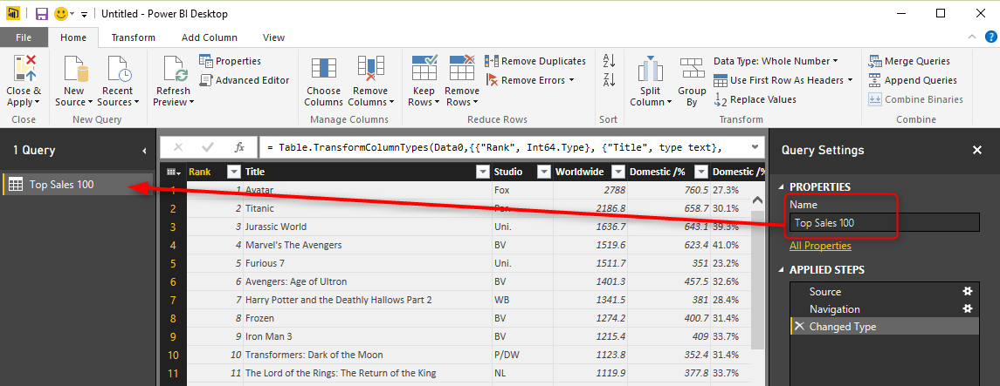 Untitled - Power BI Desktop
File Home Transform Add Column View
Close & Apply
New Source
Recent Sources
Refresh Preview
Properties
Advanced Editor
Choose Columns
Remove Columns
Keep Rows
Remove Rows
Remove Duplicates
Remove Errors
Split Column
Group By
Data Type: Whole Number
Use First Row As Headers
Replace Values
Merge Queries
Append Queries
Combine Binaries
Close New Query Manage Columns Reduce Rows Sort Transform Combine
1 Query
Top Sales 100
fx = Table.TransformColumnTypes(Data0,{{"Rank", Int64.Type}, {"Title", type text},
Rank Title Studio Worldwide Domestic /% Domestic /%
1 1 Avatar Fox 2788 760.5 27.3%
2 2 Titanic Par. 2186.8 658.7 30.1%
3 3 Jurassic World Uni. 1636.7 643.1 39.3%
4 4 Marvel's The Avengers BV 1519.6 623.4 41.0%
5 5 Furious 7 Uni. 1511.7 351 23.2%
6 6 Avengers: Age of Ultron BV 1401.3 457.5 32.6%
7 7 Harry Potter and the Deathly Hallows Part 2 WB 1341.5 381 28.4%
8 8 Frozen BV 1274.2 400.7 31.4%
9 9 Iron Man 3 BV 1215.4 409 33.7%
10 10 Transformers: Dark of the Moon P/DW 1123.8 352.4 31.4%
11 11 The Lord of the Rings: The Return of the King NL 1119.9 377.8 33.7%
Query Settings
PROPERTIES
Name
Top Sales 100
All Properties
APPLIED STEPS
Source
Navigation
Changed Type